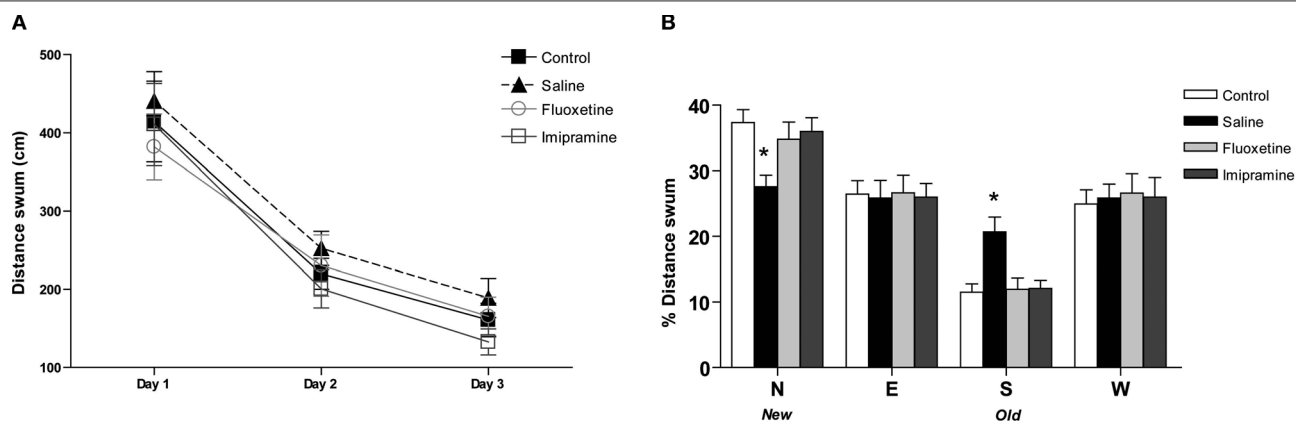 A
Distance swum (cm)
500
400
300
200
100
Day 1
Day 2
Day 3
Control
Saline
Fluoxetine
Imipramine
B
% Distance swum
40
30
20
10
0
*
*
N
E
S
W
New
Old
Control
Saline
Fluoxetine
Imipramine